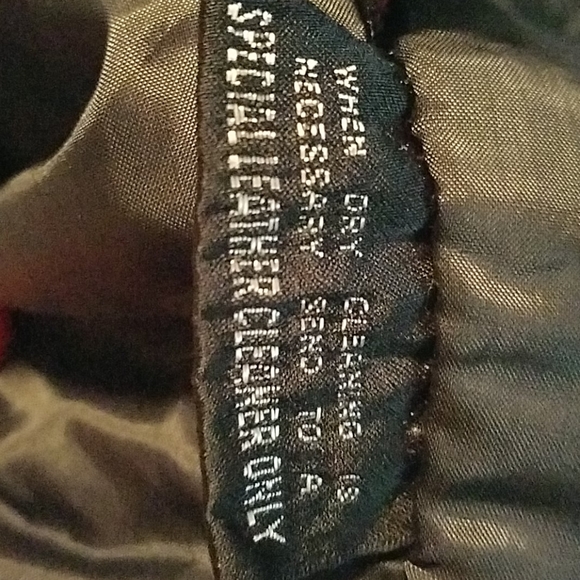 WHEN DRY CLEANING IS
NECESSARY SEND TO A
SPECIAL LEATHER CLEANER ONLY